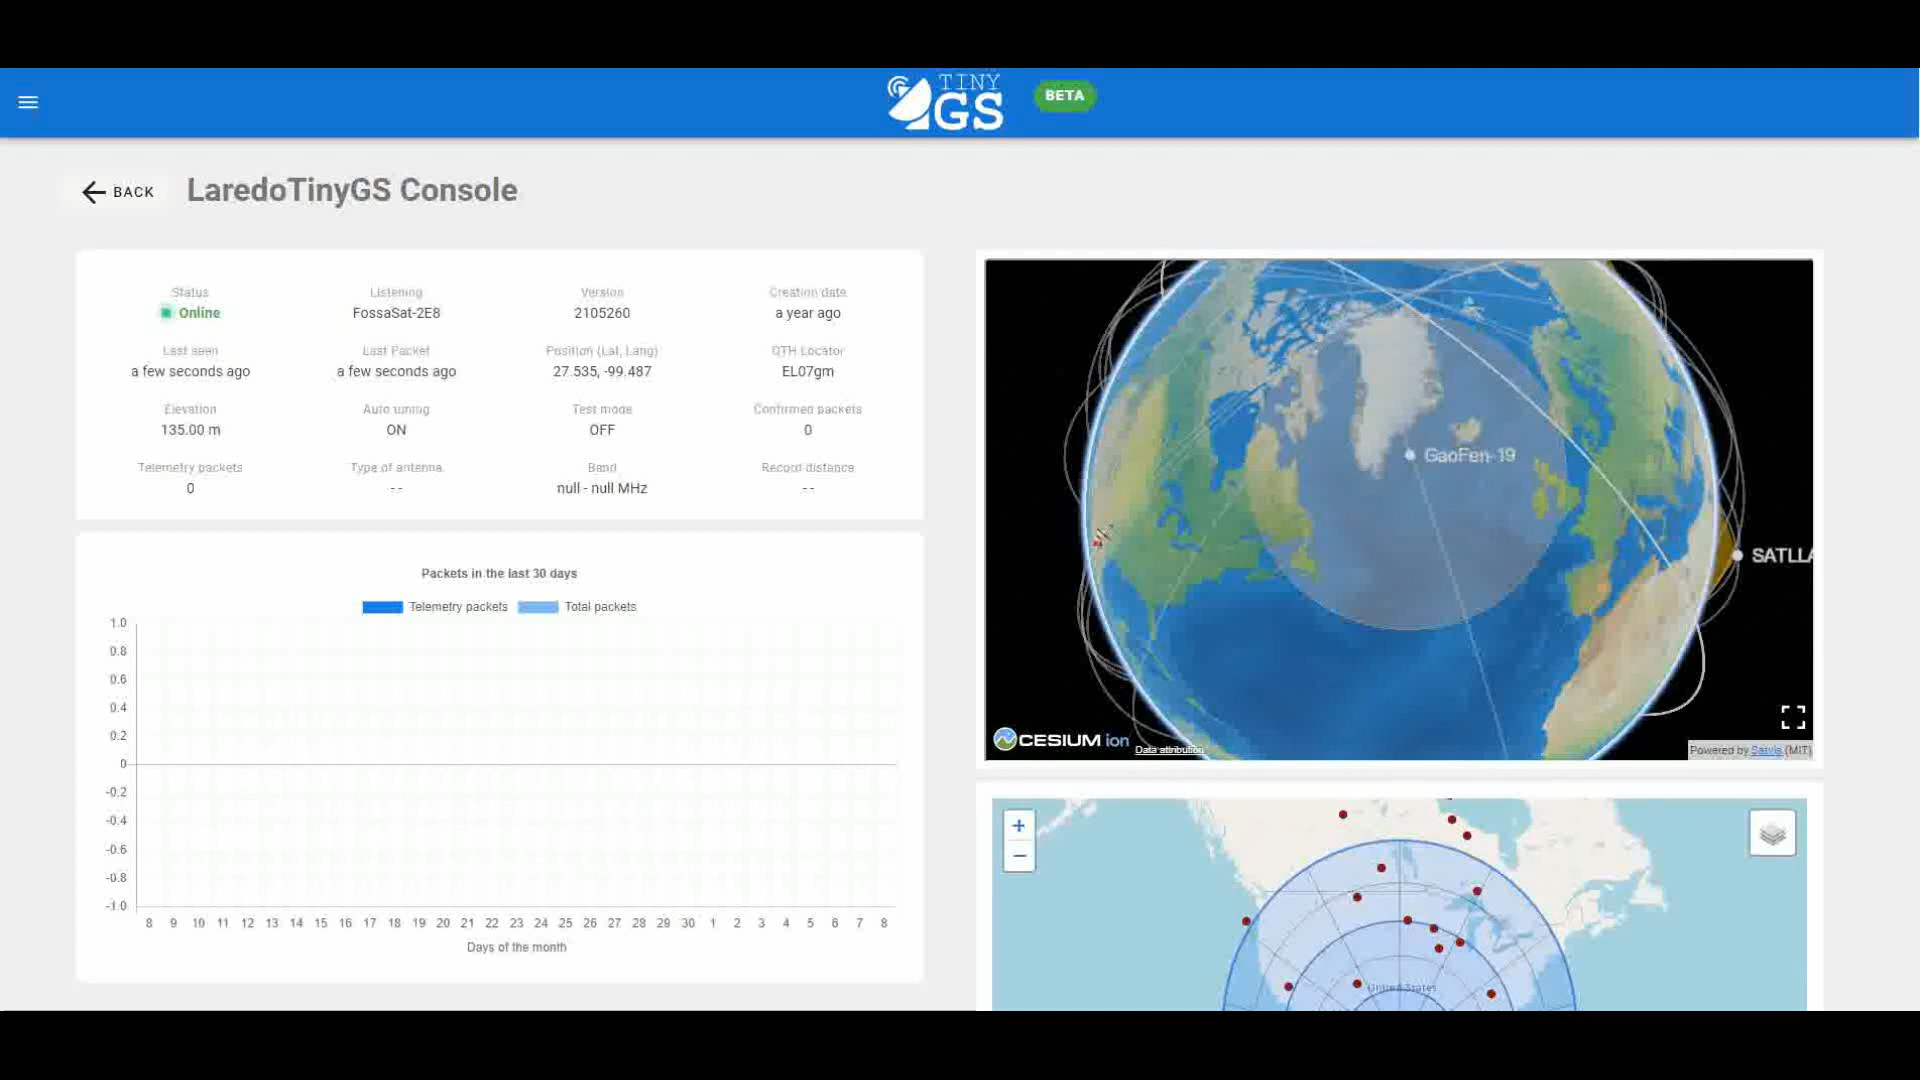 TINY
GS
BETA
BACK
LaredoTinyGS Console
Status
Listening
Version
Creation date
Online
FossaSat-2E8
2105260
a year ago
Last seen
Last Packet
Position (Lat, Lang)
QTH Locator
a few seconds ago
a few seconds ago
27.535, -99.487
EL07gm
Elevation
Auto tuning
Test mode
Confirmed packets
135.00 m
ON
OFF
0
Telemetry packets
Type of antenna
Band
Record distance
0
- -
null - null MHz
- -
Packets in the last 30 days
Telemetry packets
Total packets
1.0
0.8
0.6
0.4
0.2
0
-0.2
-0.4
-0.6
-0.8
-1.0
8 9 10 11 12 13 14 15 16 17 18 19 20 21 22 23 24 25 26 27 28 29 30 1 2 3 4 5 6 7 8
Days of the month
GaoFen-19
SATLLA
CESIUM ion
Data attribution
Powered by Satvis (MIT)
+
−
United States